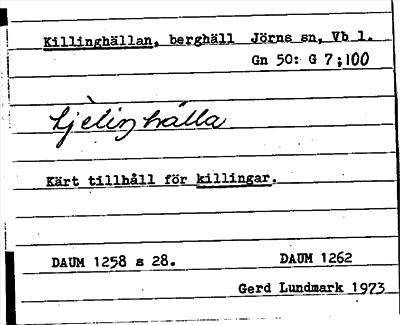 Killinghällan, berghäll Jörns sn, Vb l.
Gn 50: G 7;100
tjèlinghälla
Kärt tillhåll för killingar.
DAUM 1258 s 28. DAUM 1262
Gerd Lundmark 1973